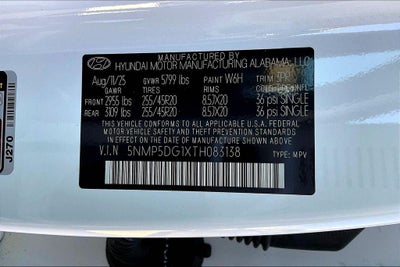 MANUFACTURED BY
HYUNDAI MOTOR MANUFACTURING ALABAMA, LLC
Aug/11/25 GVWR 5799 lbs PAINT W6H TRIM
GAWR TIRES RIMS COLD INFL. PRES.
FRONT 2955 lbs 255/45R20 8.5JX20 36 psi SINGLE
REAR 3109 lbs 255/45R20 8.5JX20 36 psi SINGLE
THIS VEHICLE CONFORMS TO ALL APPLICABLE U.S.A. FEDERAL
MOTOR VEHICLE SAFETY AND THEFT PREVENTION STANDARDS
IN EFFECT ON THE DATE OF MANUFACTURE SHOWN ABOVE.
V.I.N 5NMP5DG1XTH083138 TYPE: MPV
J270